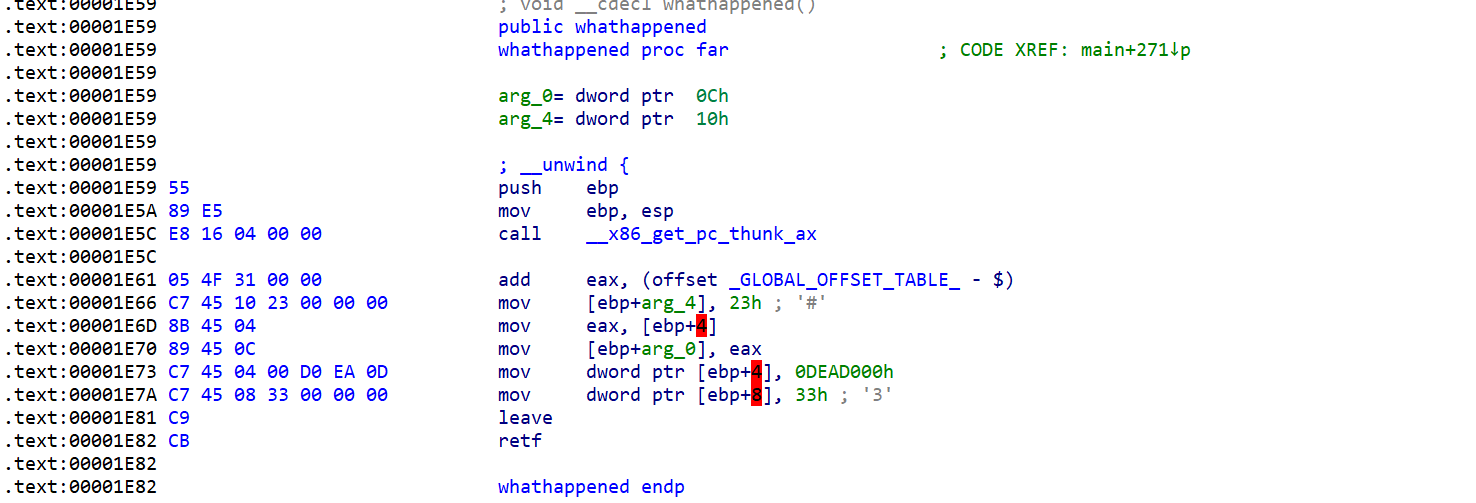 .text:00001E59 ; void __cdecl whathappened()
.text:00001E59 public whathappened
.text:00001E59 whathappened proc far ; CODE XREF: main+271↓p
.text:00001E59
.text:00001E59 arg_0= dword ptr 0Ch
.text:00001E59 arg_4= dword ptr 10h
.text:00001E59
.text:00001E59 ; __unwind {
.text:00001E59 55 push ebp
.text:00001E5A 89 E5 mov ebp, esp
.text:00001E5C E8 16 04 00 00 call __x86_get_pc_thunk_ax
.text:00001E5C
.text:00001E61 05 4F 31 00 00 add eax, (offset _GLOBAL_OFFSET_TABLE_ - $)
.text:00001E66 C7 45 10 23 00 00 00 mov [ebp+arg_4], 23h ; '#'
.text:00001E6D 8B 45 04 mov eax, [ebp+4]
.text:00001E70 89 45 0C mov [ebp+arg_0], eax
.text:00001E73 C7 45 04 00 D0 EA 0D mov dword ptr [ebp+4], 0DEAD000h
.text:00001E7A C7 45 08 33 00 00 00 mov dword ptr [ebp+8], 33h ; '3'
.text:00001E81 C9 leave
.text:00001E82 CB retf
.text:00001E82
.text:00001E82 whathappened endp